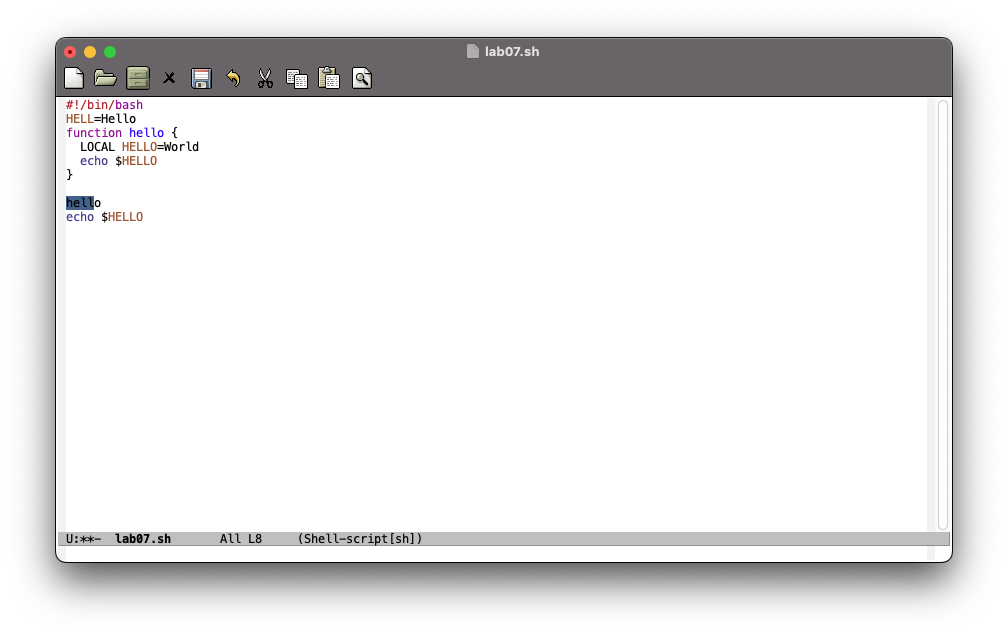 lab07.sh
#!/bin/bash
HELL=Hello
function hello {
  LOCAL HELLO=World
  echo $HELLO
}

hello
echo $HELLO
U:**-  lab07.sh       All L8     (Shell-script[sh])